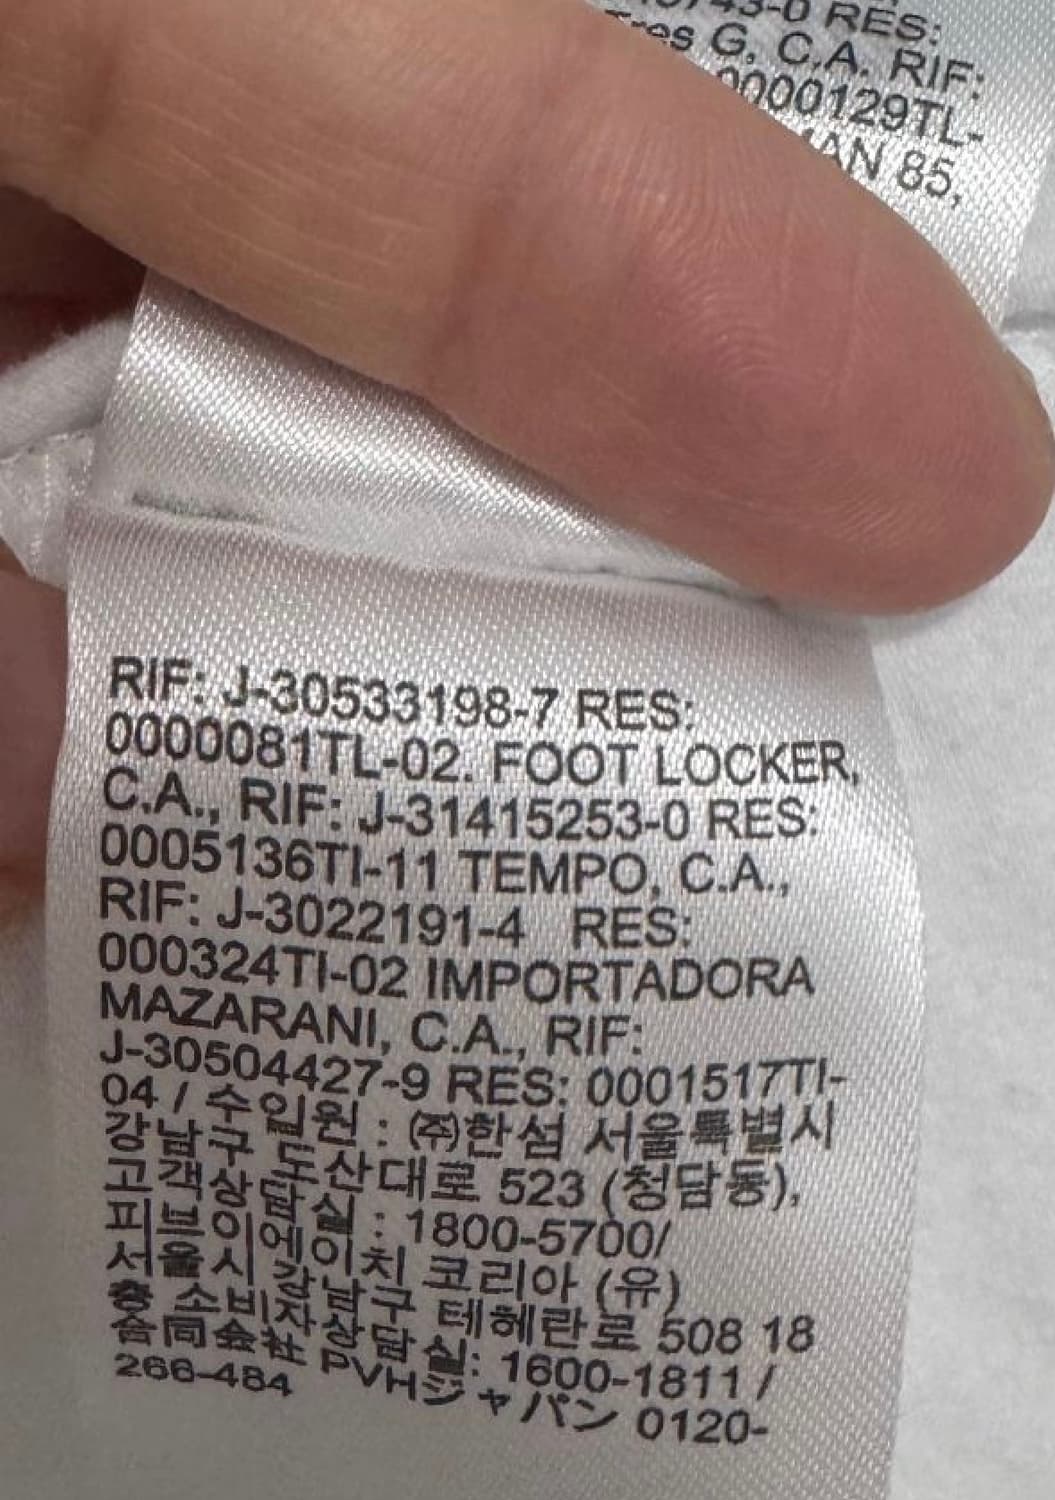 743-0 RES:
G, C.A. RIF:
0000129TL-
85,
RIF: J-30533198-7 RES:
0000081TL-02. FOOT LOCKER,
C.A., RIF: J-31415253-0 RES:
0005136TI-11 TEMPO, C.A.,
RIF: J-3022191-4 RES:
000324TI-02 IMPORTADORA
MAZARANI, C.A., RIF:
J-30504427-9 RES: 0001517TI-
04 / 수입원 : ㈜한섬 서울특별시
강남구 도산대로 523 (청담동),
고객상담실 : 1800-5700/
피브이에이치 코리아 (유)
서울시 강남구 테헤란로 508 18
층 소비자상담실: 1600-1811 /
合同会社 PVHジャパン 0120-
266-484